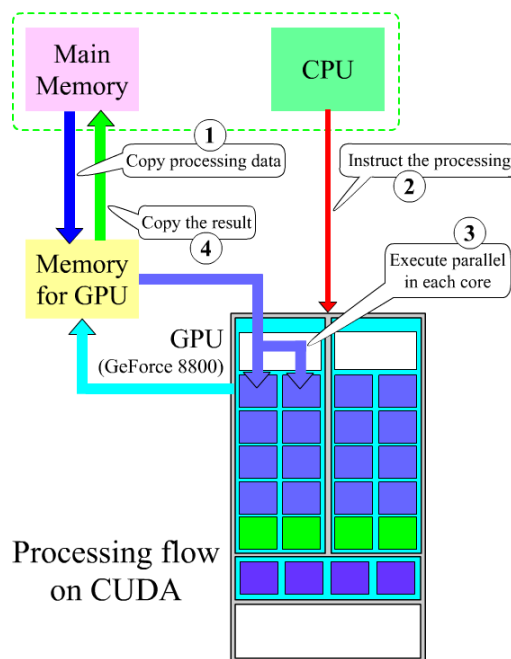 Main
Memory
CPU
1
Copy processing data
Instruct the processing
2
Copy the result
4
3
Execute parallel
in each core
Memory
for GPU
GPU
(GeForce 8800)
Processing flow
on CUDA